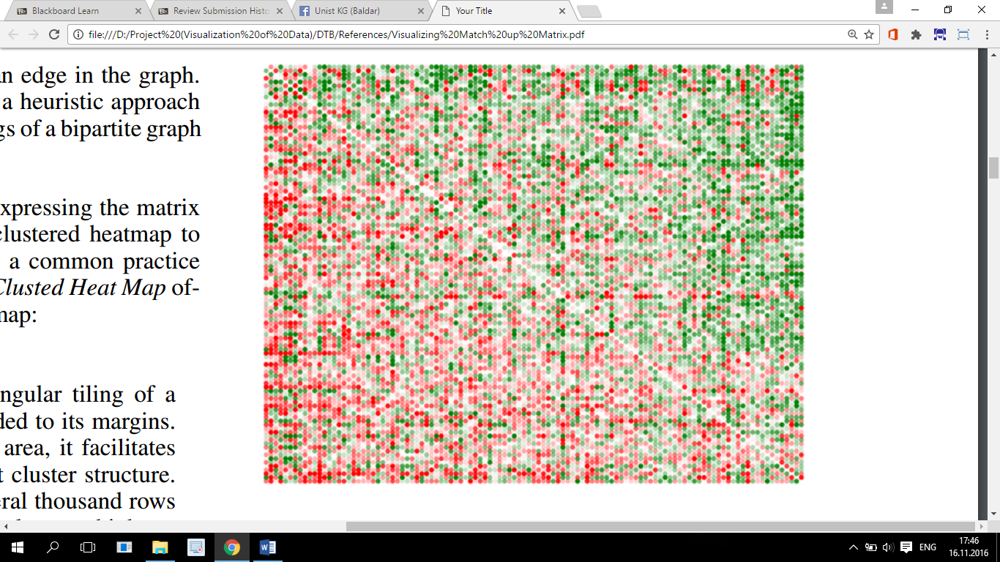 Blackboard Learn
Review Submission Histo
Unist KG (Baldar)
Your Title
file:///D:/Project%20(Visualization%20of%20Data)/DTB/References/Visualizing%20Match%20up%20Matrix.pdf
an edge in the graph.
a heuristic approach
gs of a bipartite graph
xpressing the matrix
clustered heatmap to
a common practice
Clusted Heat Map of-
map:
ngular tiling of a
ded to its margins.
area, it facilitates
t cluster structure.
eral thousand rows
ENG
17:46
16.11.2016